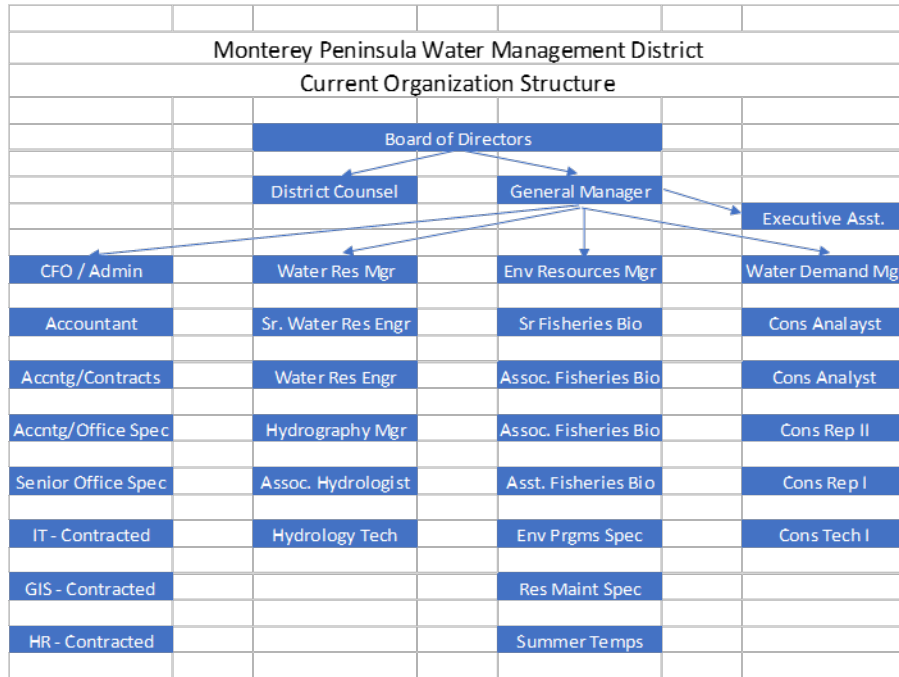 Monterey Peninsula Water Management District
Current Organization Structure
Board of Directors
District Counsel
General Manager
Executive Asst.
CFO / Admin
Water Res Mgr
Env Resources Mgr
Water Demand Mg
Accountant
Sr. Water Res Engr
Sr Fisheries Bio
Cons Analayst
Accntg/Contracts
Water Res Engr
Assoc. Fisheries Bio
Cons Analyst
Accntg/Office Spec
Hydrography Mgr
Assoc. Fisheries Bio
Cons Rep II
Senior Office Spec
Assoc. Hydrologist
Asst. Fisheries Bio
Cons Rep I
IT - Contracted
Hydrology Tech
Env Prgms Spec
Cons Tech I
GIS - Contracted
Res Maint Spec
HR - Contracted
Summer Temps